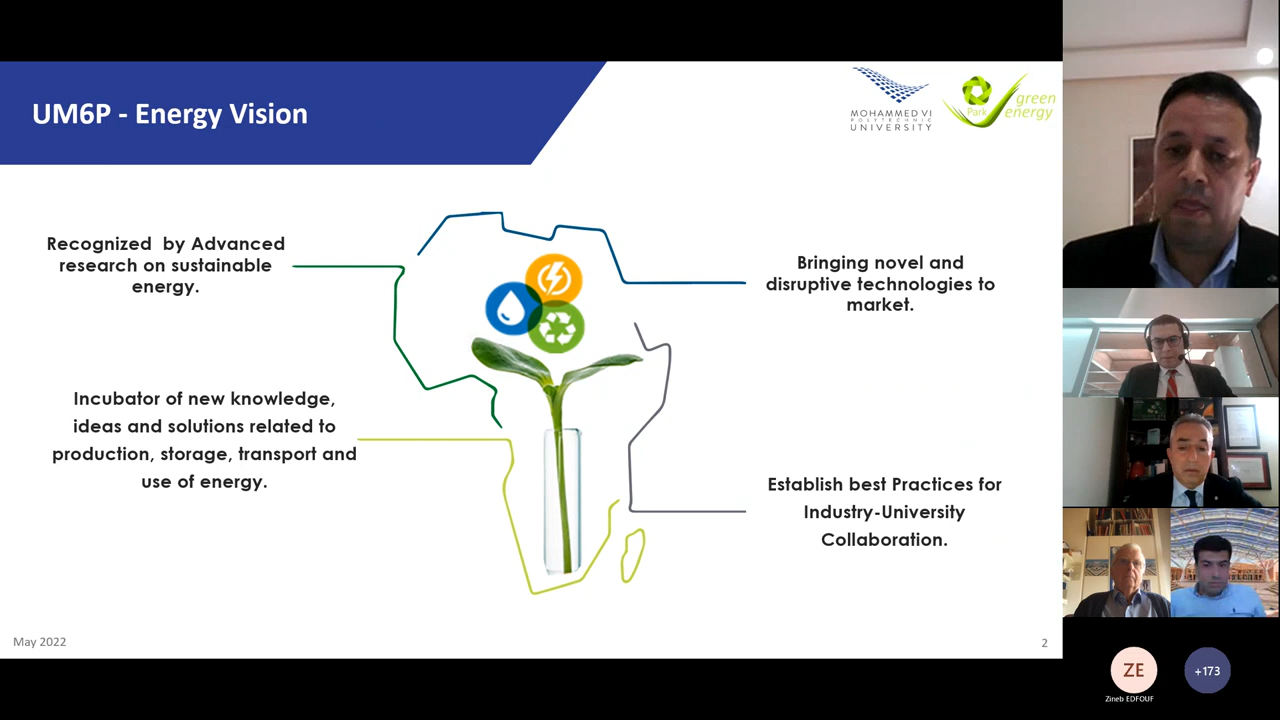 UM6P - Energy Vision
MOHAMMED VI
POLYTECHNIC
UNIVERSITY
Park
green
energy
Recognized by Advanced
research on sustainable
energy.
Bringing novel and
disruptive technologies to
market.
Incubator of new knowledge,
ideas and solutions related to
production, storage, transport and
use of energy.
Establish best Practices for
Industry-University
Collaboration.
May 2022
2
ZE
+173
Zineb EDFOUF